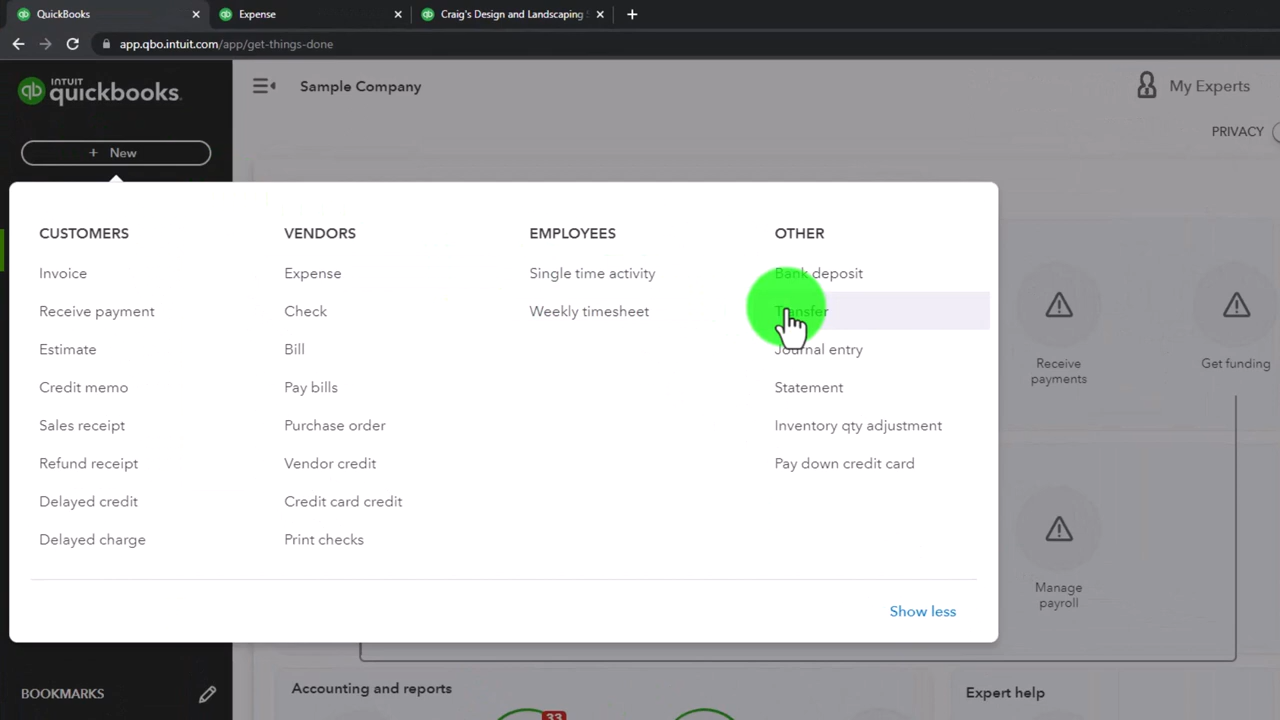 QuickBooks
Expense
Craig's Design and Landscaping
app.qbo.intuit.com/app/get-things-done
INTUIT
quickbooks.
Sample Company
My Experts
+ New
PRIVACY
CUSTOMERS
Invoice
Receive payment
Estimate
Credit memo
Sales receipt
Refund receipt
Delayed credit
Delayed charge
VENDORS
Expense
Check
Bill
Pay bills
Purchase order
Vendor credit
Credit card credit
Print checks
EMPLOYEES
Single time activity
Weekly timesheet
OTHER
Bank deposit
Transfer
Journal entry
Statement
Inventory qty adjustment
Pay down credit card
Show less
Receive
payments
Get funding
Manage
payroll
BOOKMARKS
Accounting and reports
33
Expert help